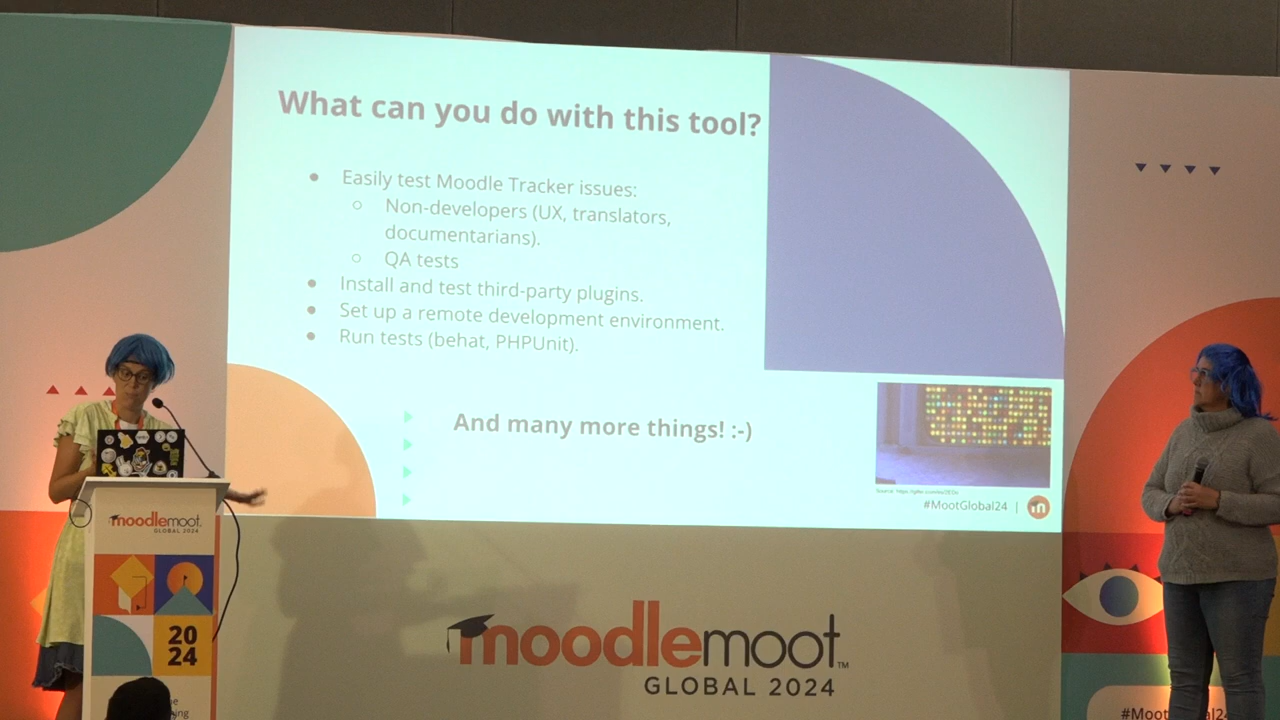 What can you do with this tool?
● Easily test Moodle Tracker issues:
○ Non-developers (UX, translators,
documentarians).
○ QA tests
● Install and test third-party plugins.
● Set up a remote development environment.
● Run tests (behat, PHPUnit).
And many more things! :-)
#MootGlobal24 |
moodlemoot
GLOBAL 2024
20
24
moodlemoot™
GLOBAL 2024